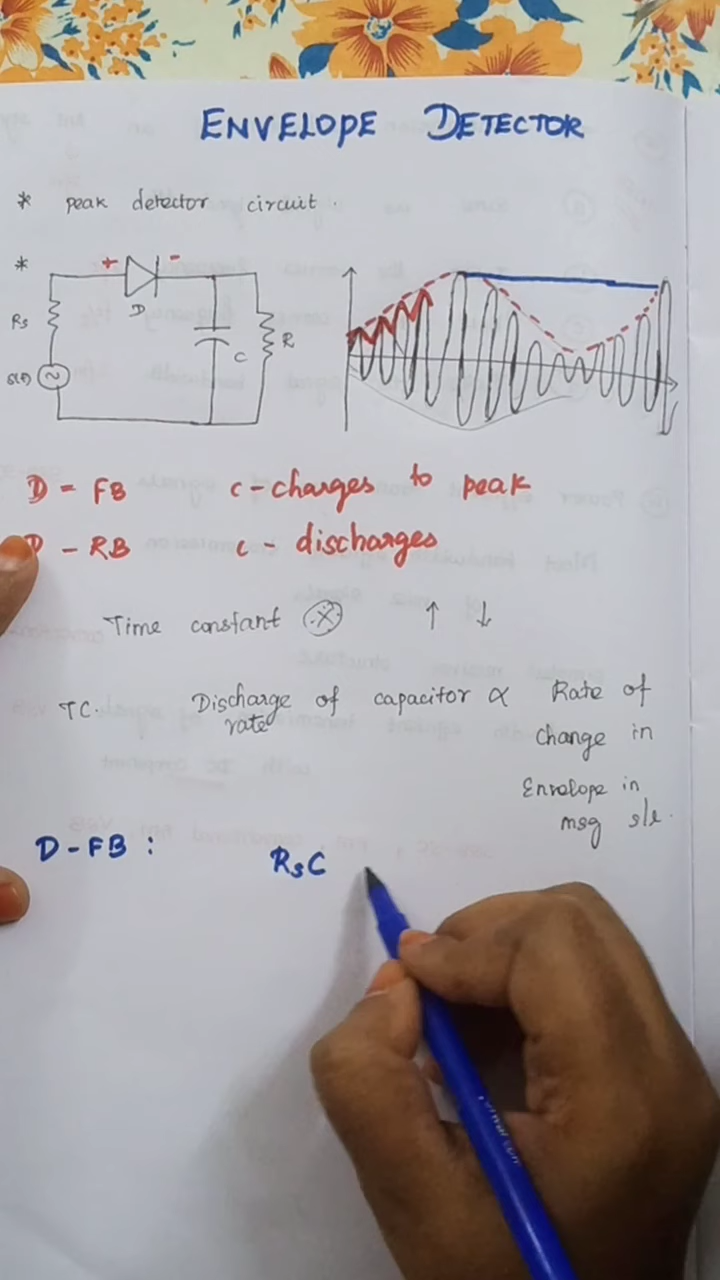 ENVELOPE DETECTOR
* peak detector circuit.
*
+ -
D
Rs
C
R
s(t)
D - FB c - charges to peak
D - RB c - discharges
Time constant ↑ ↓
TC. Discharge of capacitor ∝ Rate of
rate
change in
Envelope in
msg s/l.
D - FB : RsC